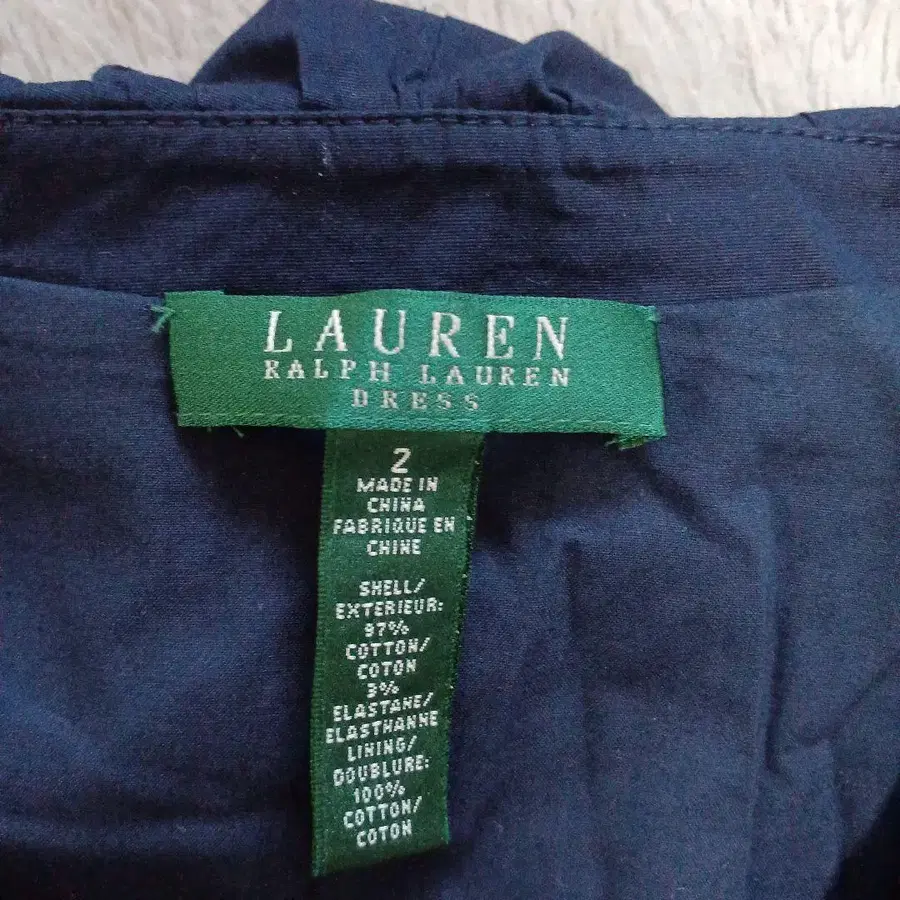 LAUREN
RALPH LAUREN
DRESS
2
MADE IN
CHINA
FABRIQUE EN
CHINE
SHELL/
EXTERIEUR:
97%
COTTON/
COTON
3%
ELASTANE/
ELASTHANNE
LINING/
DOUBLURE:
100%
COTTON/
COTON